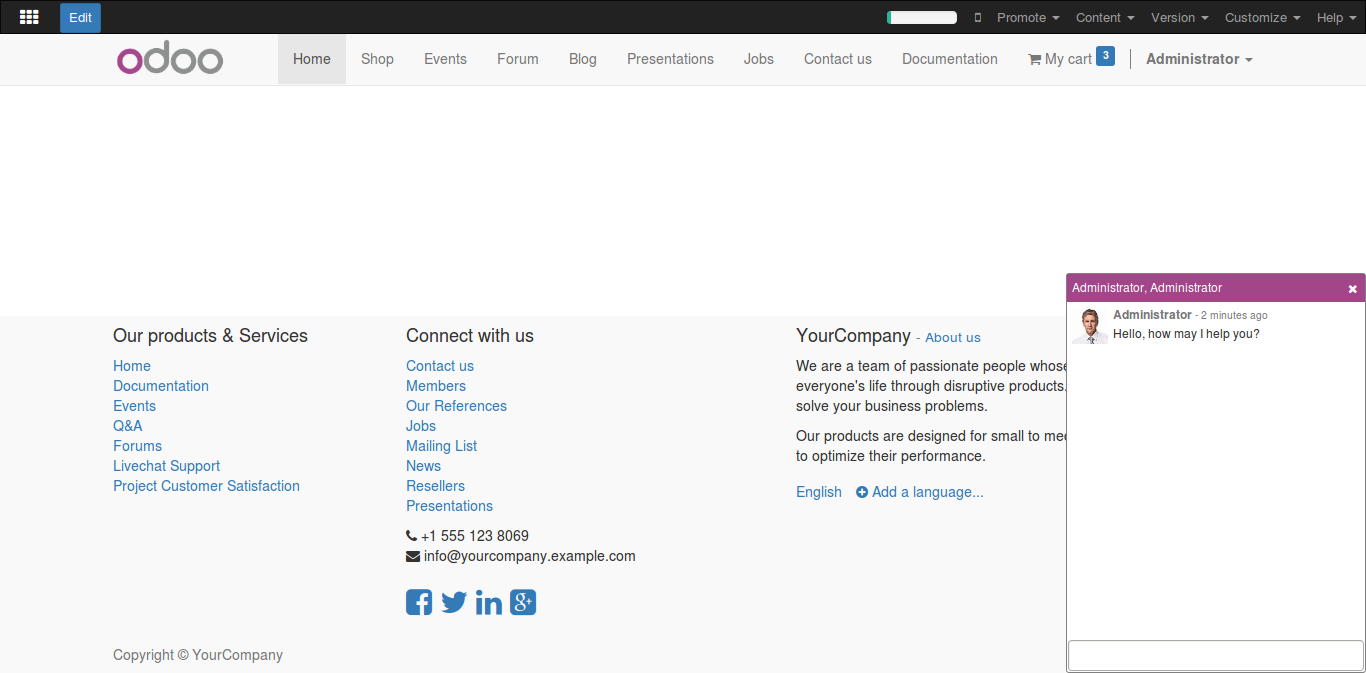 Edit Promote Content Version Customize Help
odoo Home Shop Events Forum Blog Presentations Jobs Contact us Documentation My cart 3 Administrator
Administrator, Administrator
Administrator - 2 minutes ago
Hello, how may I help you?
Our products & Services
Home
Documentation
Events
Q&A
Forums
Livechat Support
Project Customer Satisfaction
Connect with us
Contact us
Members
Our References
Jobs
Mailing List
News
Resellers
Presentations
+1 555 123 8069
info@yourcompany.example.com
YourCompany - About us
We are a team of passionate people whose
everyone's life through disruptive products.
solve your business problems.
Our products are designed for small to
to optimize their performance.
English Add a language...
Copyright © YourCompany